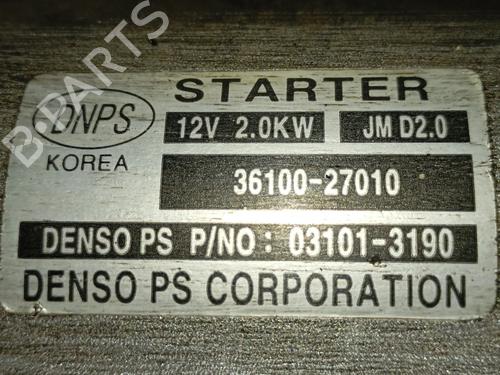 STARTER
DNPS
12V 2.0KW JM D2.0
KOREA
36100-27010
DENSO PS P/NO: 03101-3190
DENSO PS CORPORATION
B-PARTS